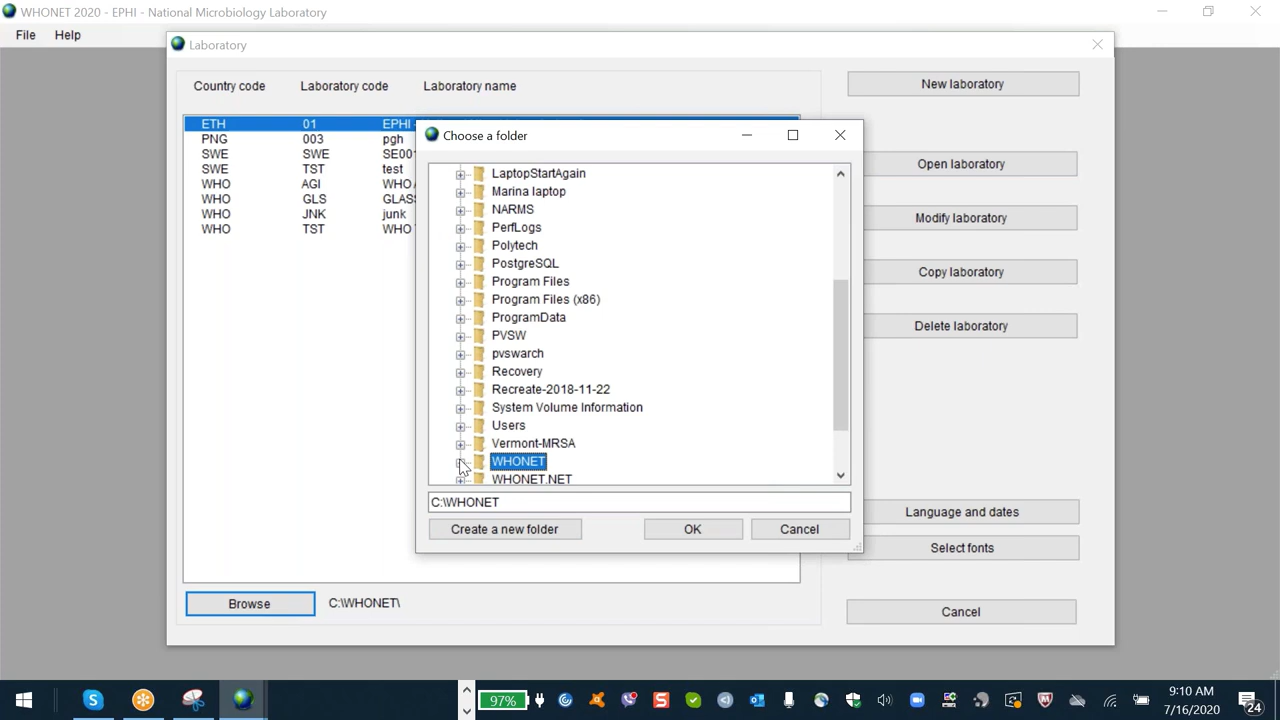 WHONET 2020 - EPHI - National Microbiology Laboratory
File Help
Laboratory
Country code Laboratory code Laboratory name
ETH 01 EPHI
PNG 003 pgh
SWE SWE SE001
SWE TST test
WHO AGI WHO
WHO GLS GLAS
WHO JNK junk
WHO TST WHO
New laboratory
Open laboratory
Modify laboratory
Copy laboratory
Delete laboratory
Language and dates
Select fonts
Cancel
Browse C:\WHONET\
Choose a folder
LaptopStartAgain
Marina laptop
NARMS
PerfLogs
Polytech
PostgreSQL
Program Files
Program Files (x86)
ProgramData
PVSW
pvswarch
Recovery
Recreate-2018-11-22
System Volume Information
Users
Vermont-MRSA
WHONET
WHONET.NET
C:\WHONET
Create a new folder OK Cancel
97%
9:10 AM
7/16/2020
24